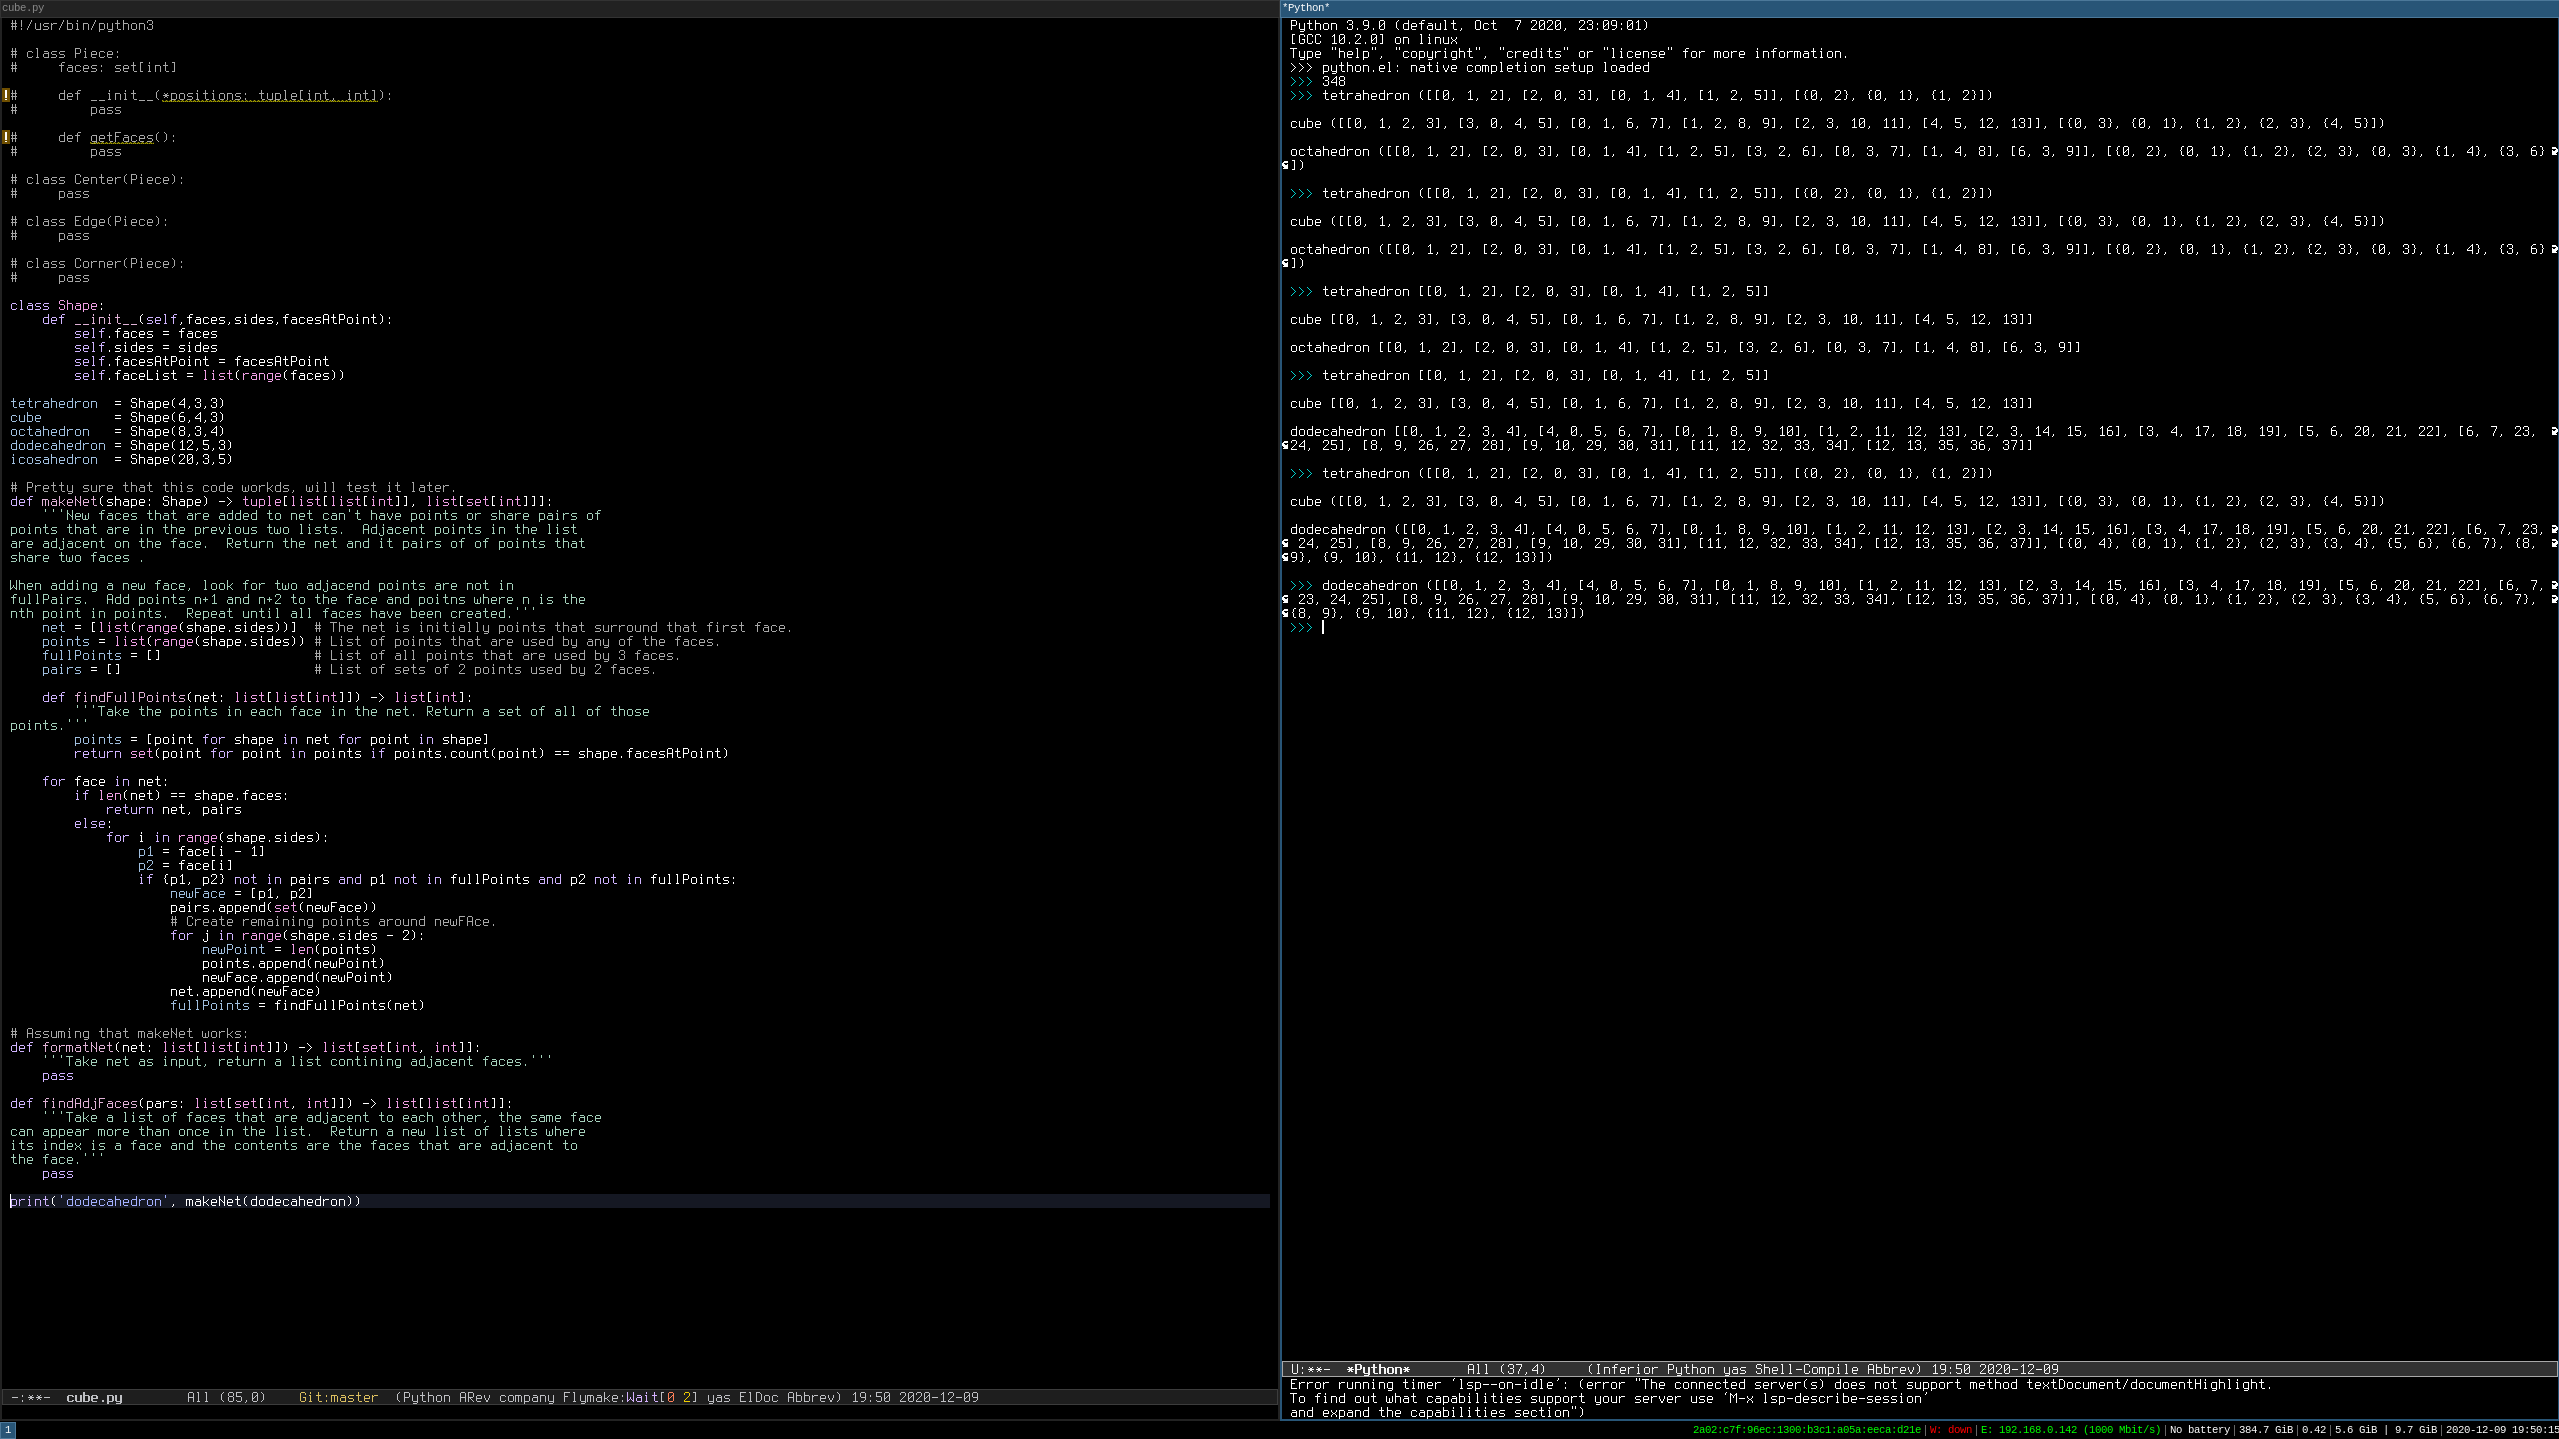 cube.py
#!/usr/bin/python3
# class Piece:
#     faces: set[int]
!#     def __init__(*positions: tuple[int, int]):
#         pass
!#     def getFaces():
#         pass
# class Center(Piece):
#     pass
# class Edge(Piece):
#     pass
# class Corner(Piece):
#     pass
class Shape:
    def __init__(self,faces,sides,facesAtPoint):
        self.faces = faces
        self.sides = sides
        self.facesAtPoint = facesAtPoint
        self.faceList = list(range(faces))
tetrahedron  = Shape(4,3,3)
cube         = Shape(6,4,3)
octahedron   = Shape(8,3,4)
dodecahedron = Shape(12,5,3)
icosahedron  = Shape(20,3,5)
# Pretty sure that this code workds, will test it later.
def makeNet(shape: Shape) -> tuple[list[list[int]], list[set[int]]]:
    '''New faces that are added to net can't have points or share pairs of
points that are in the previous two lists.  Adjacent points in the list
are adjacent on the face.  Return the net and it pairs of of points that
share two faces .
When adding a new face, look for two adjacend points are not in
fullPairs.  Add points n+1 and n+2 to the face and poitns where n is the
nth point in points.  Repeat until all faces have been created.'''
    net = [list(range(shape.sides))]  # The net is initially points that surround that first face.
    points = list(range(shape.sides)) # List of points that are used by any of the faces.
    fullPoints = []                   # List of all points that are used by 3 faces.
    pairs = []                        # List of sets of 2 points used by 2 faces.
    def findFullPoints(net: list[list[int]]) -> list[int]:
        '''Take the points in each face in the net. Return a set of all of those
points.'''
        points = [point for shape in net for point in shape]
        return set(point for point in points if points.count(point) == shape.facesAtPoint)
    for face in net:
        if len(net) == shape.faces:
            return net, pairs
        else:
            for i in range(shape.sides):
                p1 = face[i - 1]
                p2 = face[i]
                if {p1, p2} not in pairs and p1 not in fullPoints and p2 not in fullPoints:
                    newFace = [p1, p2]
                    pairs.append(set(newFace))
                    # Create remaining points around newFAce.
                    for j in range(shape.sides - 2):
                        newPoint = len(points)
                        points.append(newPoint)
                        newFace.append(newPoint)
                    net.append(newFace)
                    fullPoints = findFullPoints(net)
# Assuming that makeNet works:
def formatNet(net: list[list[int]]) -> list[set[int, int]]:
    '''Take net as input, return a list contining adjacent faces.'''
    pass
def findAdjFaces(pars: list[set[int, int]]) -> list[list[int]]:
    '''Take a list of faces that are adjacent to each other, the same face
can appear more than once in the list.  Return a new list of lists where
its index is a face and the contents are the faces that are adjacent to
the face.'''
    pass
print('dodecahedron', makeNet(dodecahedron))
-:**-  cube.py        All (85,0)    Git:master  (Python ARev company Flymake:Wait[0 2] yas ElDoc Abbrev) 19:50 2020-12-09
*Python*
Python 3.9.0 (default, Oct  7 2020, 23:09:01)
[GCC 10.2.0] on linux
Type "help", "copyright", "credits" or "license" for more information.
>>> python.el: native completion setup loaded
>>> 348
>>> tetrahedron ([[0, 1, 2], [2, 0, 3], [0, 1, 4], [1, 2, 5]], [{0, 2}, {0, 1}, {1, 2}])
cube ([[0, 1, 2, 3], [3, 0, 4, 5], [0, 1, 6, 7], [1, 2, 8, 9], [2, 3, 10, 11], [4, 5, 12, 13]], [{0, 3}, {0, 1}, {1, 2}, {2, 3}, {4, 5}])
octahedron ([[0, 1, 2], [2, 0, 3], [0, 1, 4], [1, 2, 5], [3, 2, 6], [0, 3, 7], [1, 4, 8], [6, 3, 9]], [{0, 2}, {0, 1}, {1, 2}, {2, 3}, {0, 3}, {1, 4}, {3, 6}
])
>>> tetrahedron ([[0, 1, 2], [2, 0, 3], [0, 1, 4], [1, 2, 5]], [{0, 2}, {0, 1}, {1, 2}])
cube ([[0, 1, 2, 3], [3, 0, 4, 5], [0, 1, 6, 7], [1, 2, 8, 9], [2, 3, 10, 11], [4, 5, 12, 13]], [{0, 3}, {0, 1}, {1, 2}, {2, 3}, {4, 5}])
octahedron ([[0, 1, 2], [2, 0, 3], [0, 1, 4], [1, 2, 5], [3, 2, 6], [0, 3, 7], [1, 4, 8], [6, 3, 9]], [{0, 2}, {0, 1}, {1, 2}, {2, 3}, {0, 3}, {1, 4}, {3, 6}
])
>>> tetrahedron [[0, 1, 2], [2, 0, 3], [0, 1, 4], [1, 2, 5]]
cube [[0, 1, 2, 3], [3, 0, 4, 5], [0, 1, 6, 7], [1, 2, 8, 9], [2, 3, 10, 11], [4, 5, 12, 13]]
octahedron [[0, 1, 2], [2, 0, 3], [0, 1, 4], [1, 2, 5], [3, 2, 6], [0, 3, 7], [1, 4, 8], [6, 3, 9]]
>>> tetrahedron [[0, 1, 2], [2, 0, 3], [0, 1, 4], [1, 2, 5]]
cube [[0, 1, 2, 3], [3, 0, 4, 5], [0, 1, 6, 7], [1, 2, 8, 9], [2, 3, 10, 11], [4, 5, 12, 13]]
dodecahedron [[0, 1, 2, 3, 4], [4, 0, 5, 6, 7], [0, 1, 8, 9, 10], [1, 2, 11, 12, 13], [2, 3, 14, 15, 16], [3, 4, 17, 18, 19], [5, 6, 20, 21, 22], [6, 7, 23,
24, 25], [8, 9, 26, 27, 28], [9, 10, 29, 30, 31], [11, 12, 32, 33, 34], [12, 13, 35, 36, 37]]
>>> tetrahedron ([[0, 1, 2], [2, 0, 3], [0, 1, 4], [1, 2, 5]], [{0, 2}, {0, 1}, {1, 2}])
cube ([[0, 1, 2, 3], [3, 0, 4, 5], [0, 1, 6, 7], [1, 2, 8, 9], [2, 3, 10, 11], [4, 5, 12, 13]], [{0, 3}, {0, 1}, {1, 2}, {2, 3}, {4, 5}])
dodecahedron ([[0, 1, 2, 3, 4], [4, 0, 5, 6, 7], [0, 1, 8, 9, 10], [1, 2, 11, 12, 13], [2, 3, 14, 15, 16], [3, 4, 17, 18, 19], [5, 6, 20, 21, 22], [6, 7, 23,
24, 25], [8, 9, 26, 27, 28], [9, 10, 29, 30, 31], [11, 12, 32, 33, 34], [12, 13, 35, 36, 37]], [{0, 4}, {0, 1}, {1, 2}, {2, 3}, {3, 4}, {5, 6}, {6, 7}, {8,
9}, {9, 10}, {11, 12}, {12, 13}])
>>> dodecahedron ([[0, 1, 2, 3, 4], [4, 0, 5, 6, 7], [0, 1, 8, 9, 10], [1, 2, 11, 12, 13], [2, 3, 14, 15, 16], [3, 4, 17, 18, 19], [5, 6, 20, 21, 22], [6, 7,
23, 24, 25], [8, 9, 26, 27, 28], [9, 10, 29, 30, 31], [11, 12, 32, 33, 34], [12, 13, 35, 36, 37]], [{0, 4}, {0, 1}, {1, 2}, {2, 3}, {3, 4}, {5, 6}, {6, 7},
{8, 9}, {9, 10}, {11, 12}, {12, 13}])
>>>
U:**-  *Python*       All (37,4)     (Inferior Python yas Shell-Compile Abbrev) 19:50 2020-12-09
Error running timer ‘lsp--on-idle’: (error "The connected server(s) does not support method textDocument/documentHighlight.
To find out what capabilities support your server use ‘M-x lsp-describe-session’
and expand the capabilities section")
1
2a02:c7f:96ec:1300:b3c1:a05a:eeca:d21e|W: down|E: 192.168.0.142 (1000 Mbit/s)|No battery|384.7 GiB|0.42|5.6 GiB | 9.7 GiB|2020-12-09 19:50:15